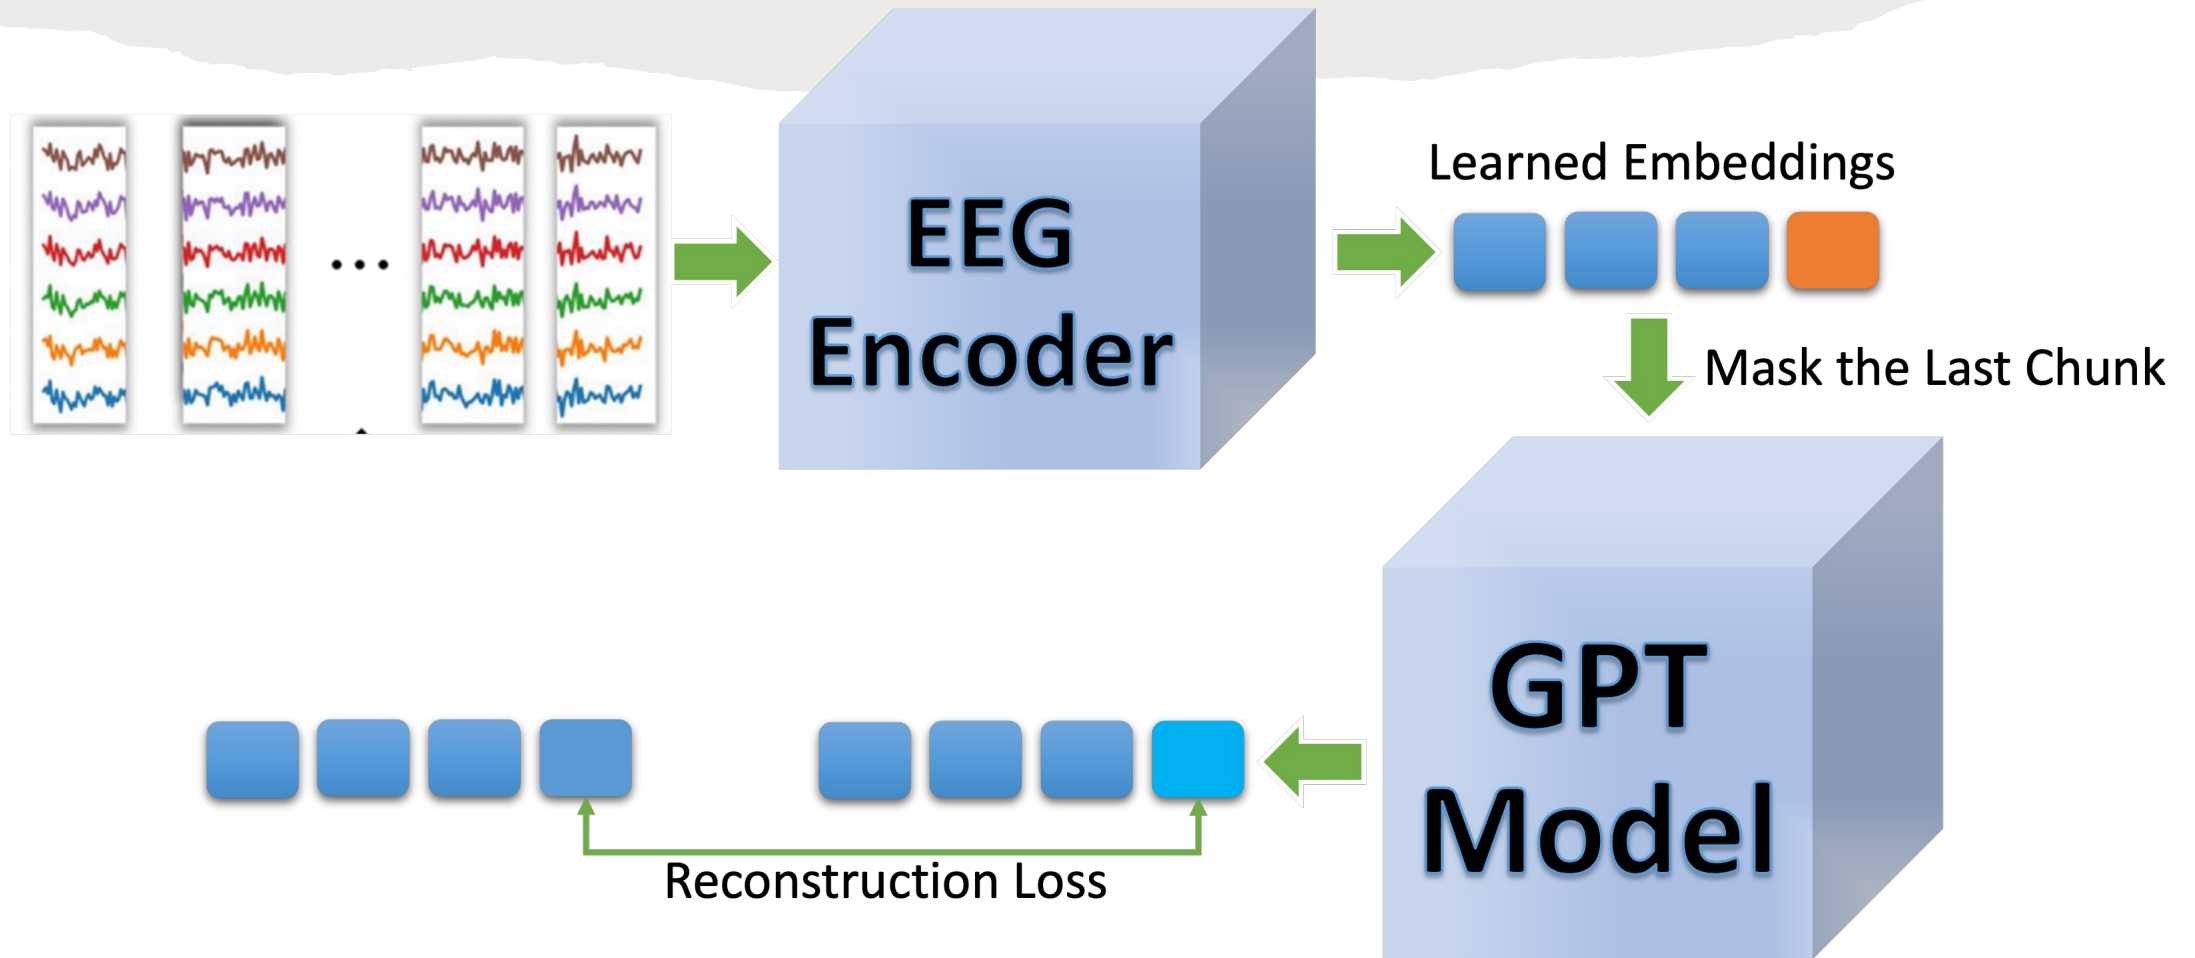 EEG
Encoder
Learned Embeddings
Mask the Last Chunk
GPT
Model
Reconstruction Loss